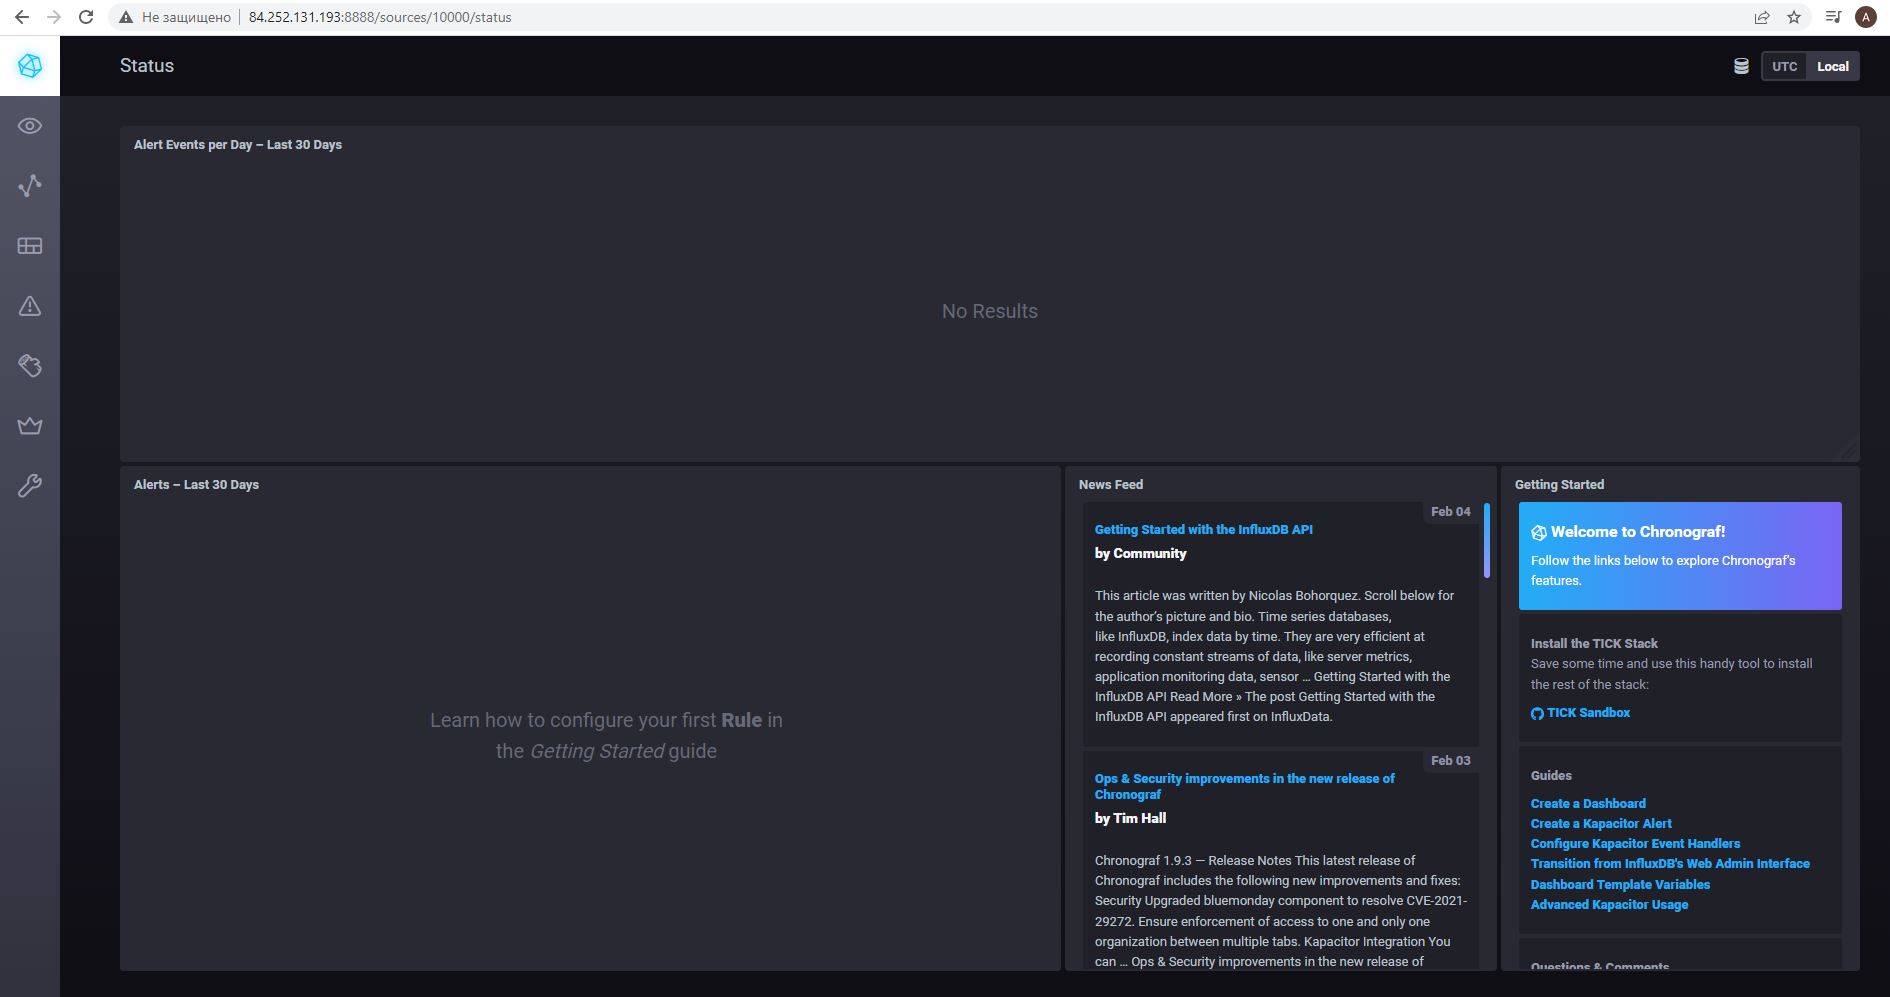 Не защищено 84.252.131.193:8888/sources/10000/status
A
Status
UTC Local
Alert Events per Day – Last 30 Days
No Results
Alerts – Last 30 Days
Learn how to configure your first Rule in
the Getting Started guide
News Feed
Feb 04
Getting Started with the InfluxDB API
by Community
This article was written by Nicolas Bohorquez. Scroll below for
the author's picture and bio. Time series databases,
like InfluxDB, index data by time. They are very efficient at
recording constant streams of data, like server metrics,
application monitoring data, sensor ... Getting Started with the
InfluxDB API Read More » The post Getting Started with the
InfluxDB API appeared first on InfluxData.
Feb 03
Ops & Security improvements in the new release of
Chronograf
by Tim Hall
Chronograf 1.9.3 — Release Notes This latest release of
Chronograf includes the following new improvements and fixes:
Security Upgraded bluemonday component to resolve CVE-2021-
29272. Ensure enforcement of access to one and only one
organization between multiple tabs. Kapacitor Integration You
can ... Ops & Security improvements in the new release of
Getting Started
Welcome to Chronograf!
Follow the links below to explore Chronograf's
features.
Install the TICK Stack
Save some time and use this handy tool to install
the rest of the stack:
TICK Sandbox
Guides
Create a Dashboard
Create a Kapacitor Alert
Configure Kapacitor Event Handlers
Transition from InfluxDB's Web Admin Interface
Dashboard Template Variables
Advanced Kapacitor Usage
Questions & Comments